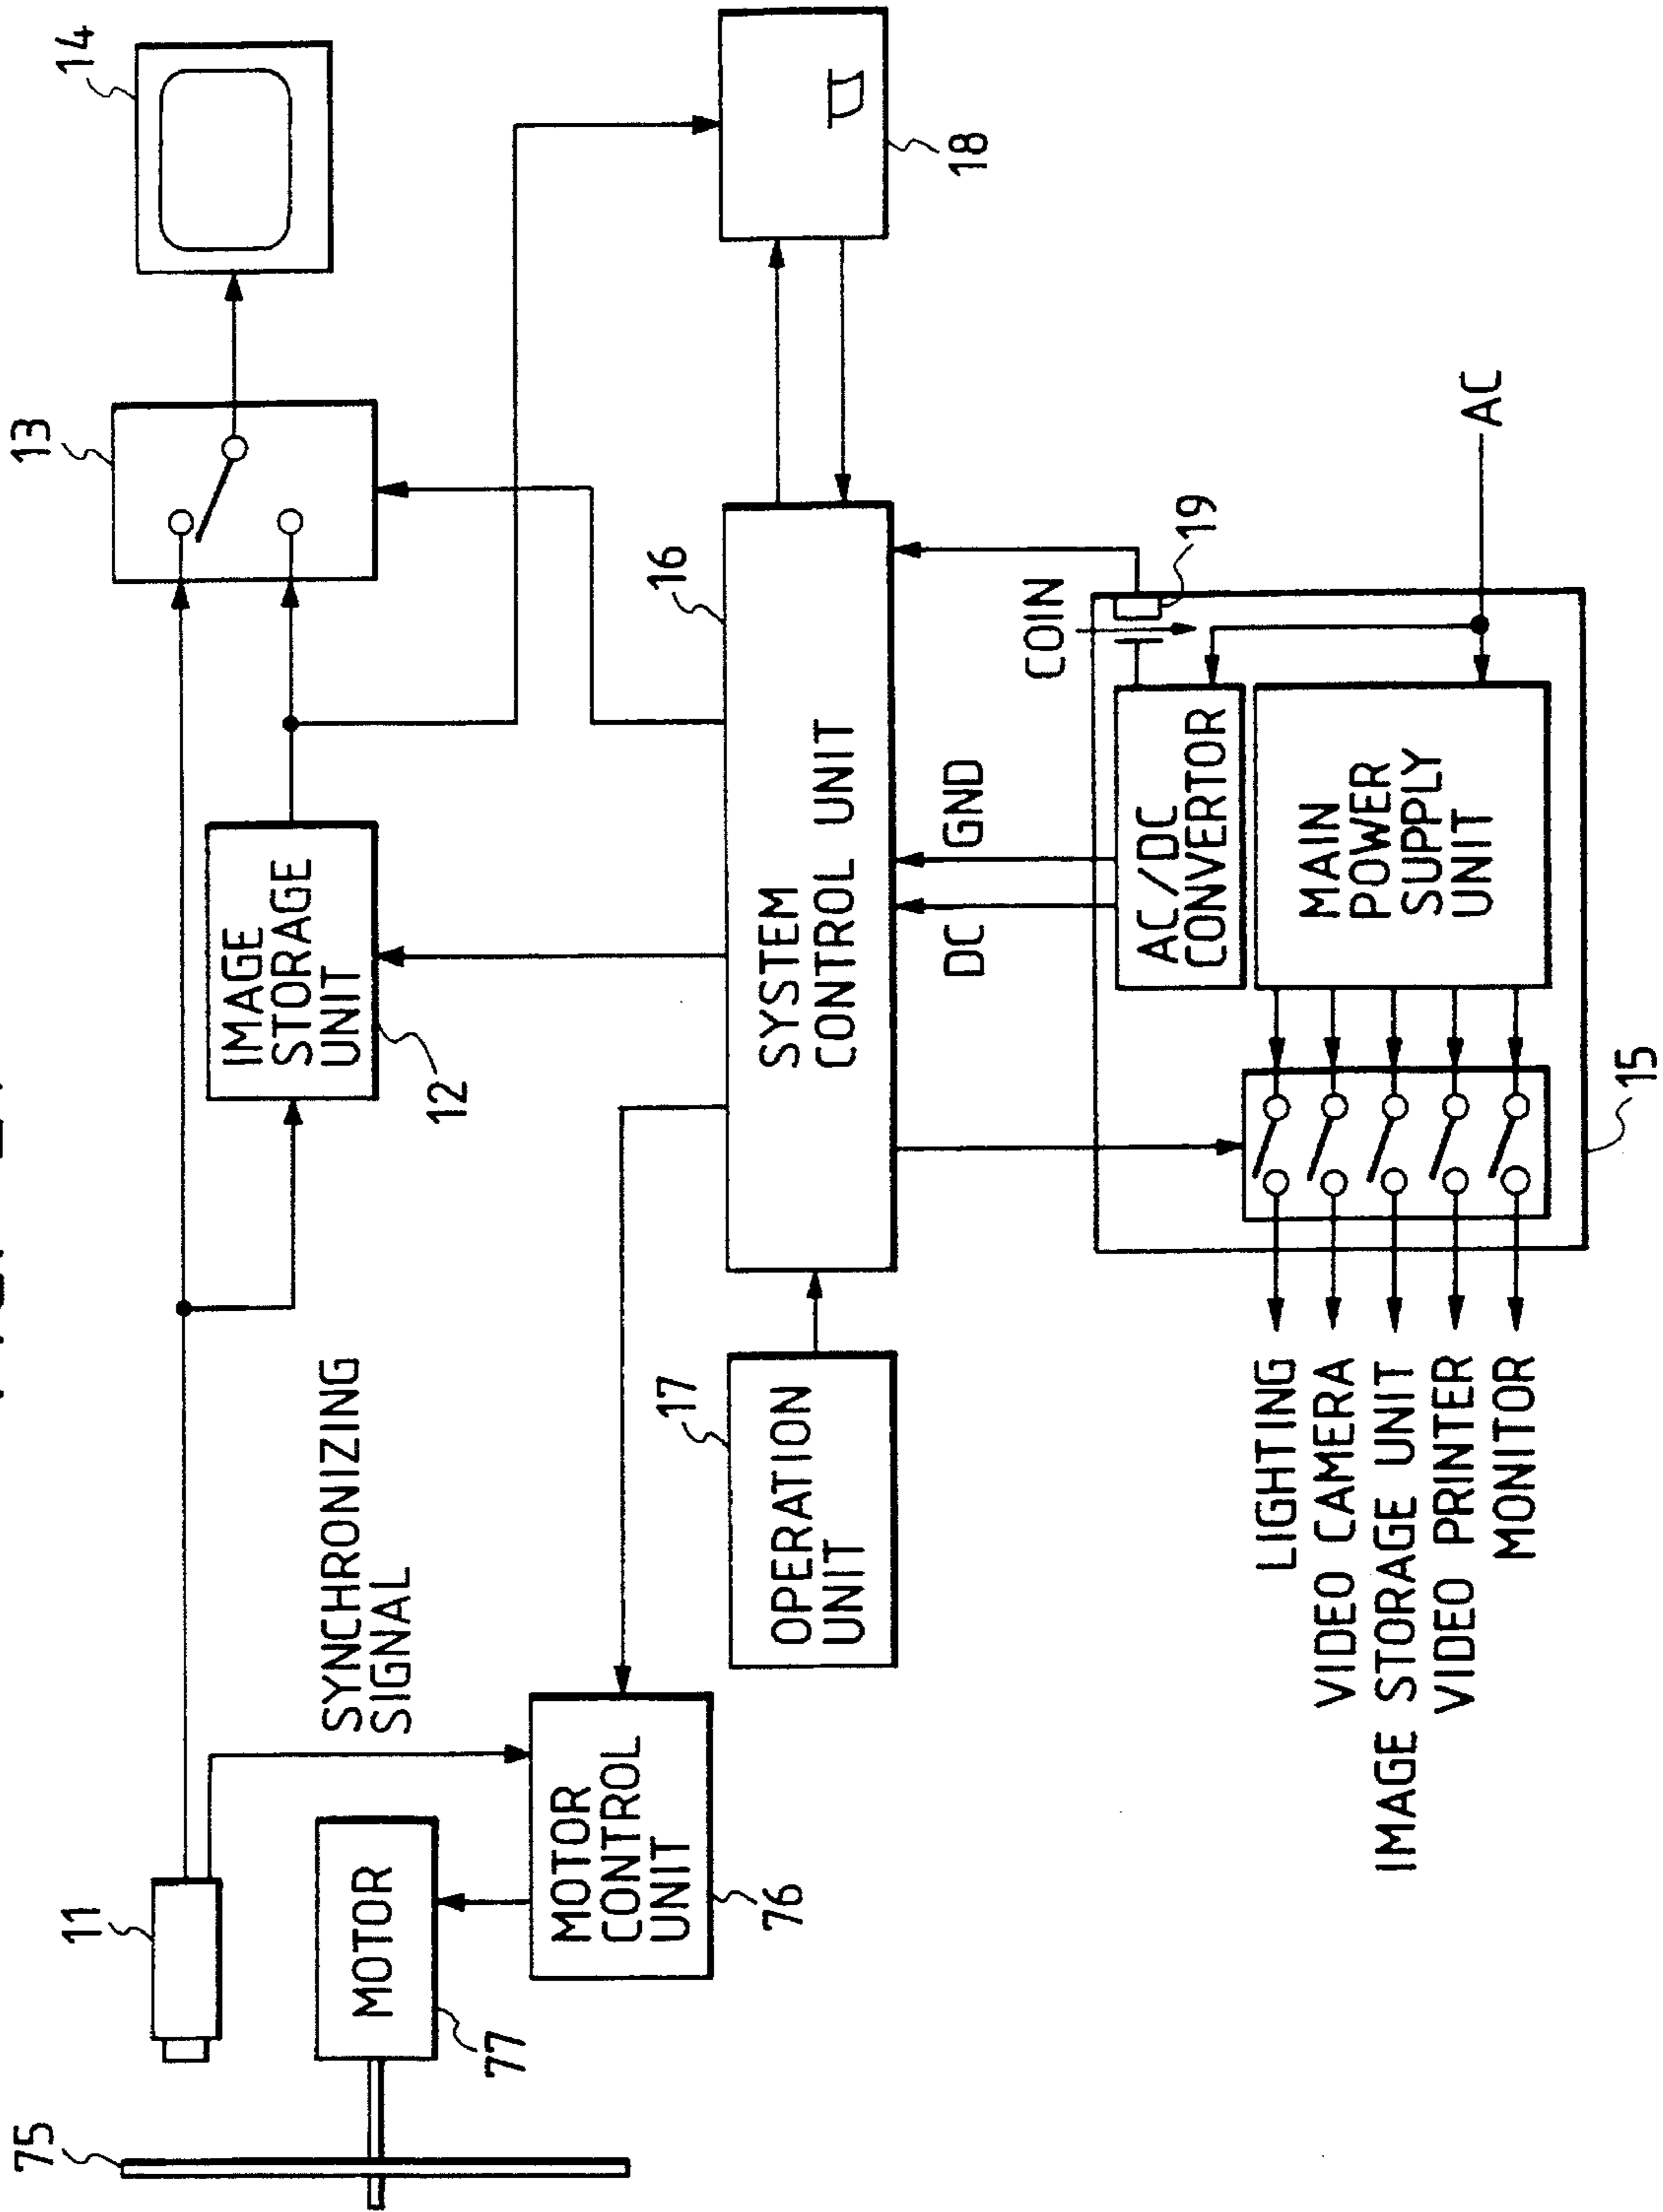 75
11
SYNCHRONIZING
SIGNAL
MOTOR
77
MOTOR
CONTROL
UNIT
76
IMAGE
STORAGE
UNIT
12
13
14
OPERATION
UNIT
17
SYSTEM
CONTROL UNIT
16
18
DC
GND
COIN
19
AC
AC/DC
CONVERTOR
MAIN
POWER
SUPPLY
UNIT
15
LIGHTING
VIDEO CAMERA
IMAGE STORAGE UNIT
VIDEO PRINTER
MONITOR